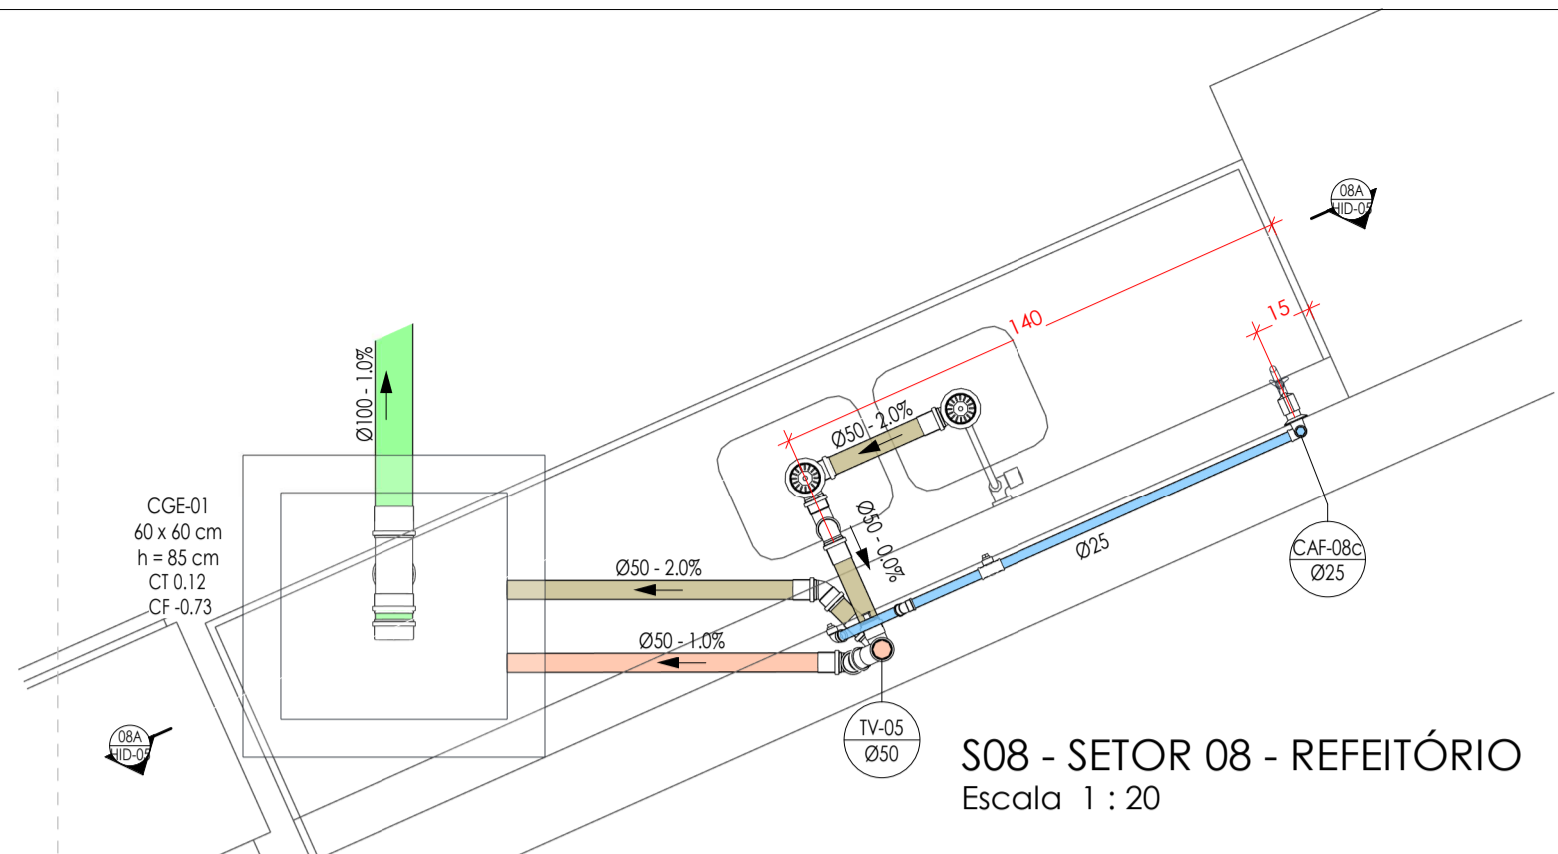 08A
HID-05
140
15
Ø100 - 1.0%
Ø50 - 2.0%
CGE-01
60 x 60 cm
h = 85 cm
CT 0.12
CF -0.73
Ø50 - 0.0%
Ø25
CAF-08c
Ø25
Ø50 - 2.0%
Ø50 - 1.0%
08A
HID-05
TV-05
Ø50
S08 - SETOR 08 - REFEITÓRIO
Escala 1 : 20